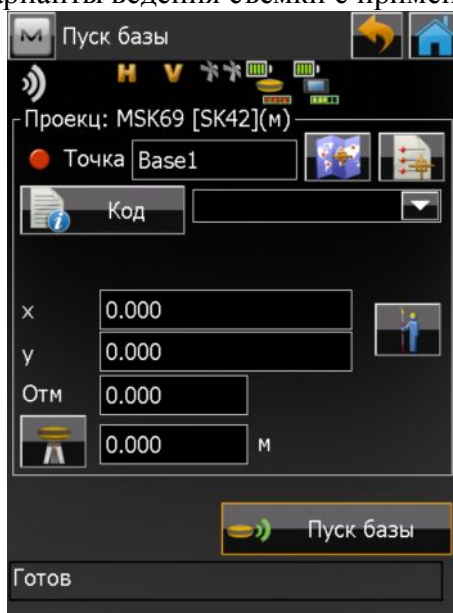 арианты ведения съемки с примен
Пуск базы
H V
Проекц: MSK69 [SK42](м)
Точка Base1
Код
x 0.000
y 0.000
Отм 0.000
0.000 м
Пуск базы
Готов